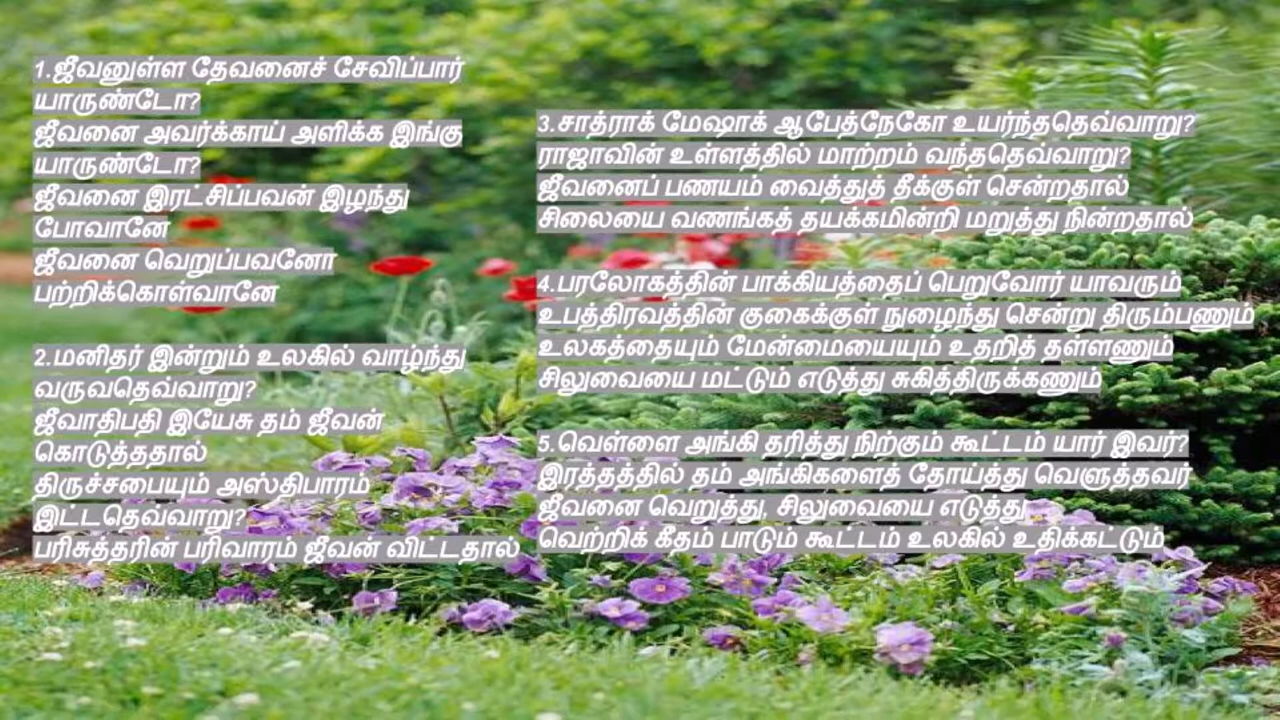 1.ஜீவனுள்ள தேவனைச் சேவிப்பார்
யாருண்டோ?
ஜீவனை அவர்க்காய் அளிக்க இங்கு
யாருண்டோ?
ஜீவனை இரட்சிப்பவன் இழந்து
போவானே
ஜீவனை வெறுப்பவனோ
பற்றிக்கொள்வானே
2.மனிதர் இன்றும் உலகில் வாழ்ந்து
வருவதெவ்வாறு?
ஜீவாதிபதி இயேசு தம் ஜீவன்
கொடுத்ததால்
திருச்சபையும் அஸ்திபாரம்
இட்டதெவ்வாறு?
பரிசுத்தரின் பரிவாரம் ஜீவன் விட்டதால்
3.சாத்ராக் மேஷாக் ஆபேத்நேகோ உயர்ந்ததெவ்வாறு?
ராஜாவின் உள்ளத்தில் மாற்றம் வந்ததெவ்வாறு?
ஜீவனைப் பணயம் வைத்துத் தீக்குள் சென்றதால்
சிலையை வணங்கத் தயக்கமின்றி மறுத்து நின்றதால்
4.பரலோகத்தின் பாக்கியத்தைப் பெறுவோர் யாவரும்
உபத்திரவத்தின் குகைக்குள் நுழைந்து சென்று திரும்பணும்
உலகத்தையும் மேன்மையையும் உதறித் தள்ளணும்
சிலுவையை மட்டும் எடுத்து சுகித்திருக்கணும்
5.வெள்ளை அங்கி தரித்து நிற்கும் கூட்டம் யார் இவர்?
இரத்தத்தில் தம் அங்கிகளைத் தோய்த்து வெளுத்தவர்
ஜீவனை வெறுத்து, சிலுவையை எடுத்து
வெற்றிக் கீதம் பாடும் கூட்டம் உலகில் உதிக்கட்டும்